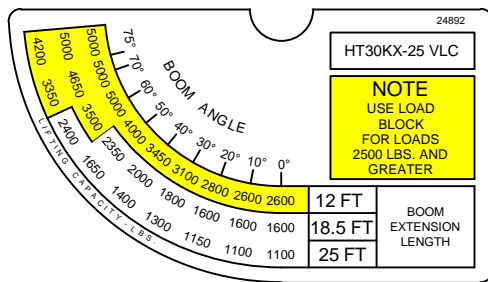 24892
HT30KX-25 VLC
NOTE
USE LOAD
BLOCK
FOR LOADS
2500 LBS. AND
GREATER
BOOM ANGLE
75° 70° 60° 50° 40° 30° 20° 10° 0°
5000 5000 5000 4000 3450 3100 2800 2600 2600 12 FT
5000 4650 3500 2350 2000 1800 1600 1600 1600 18.5 FT
4200 3350 2400 1650 1400 1300 1150 1100 1100 25 FT
BOOM
EXTENSION
LENGTH
LIFTING CAPACITY-LBS.